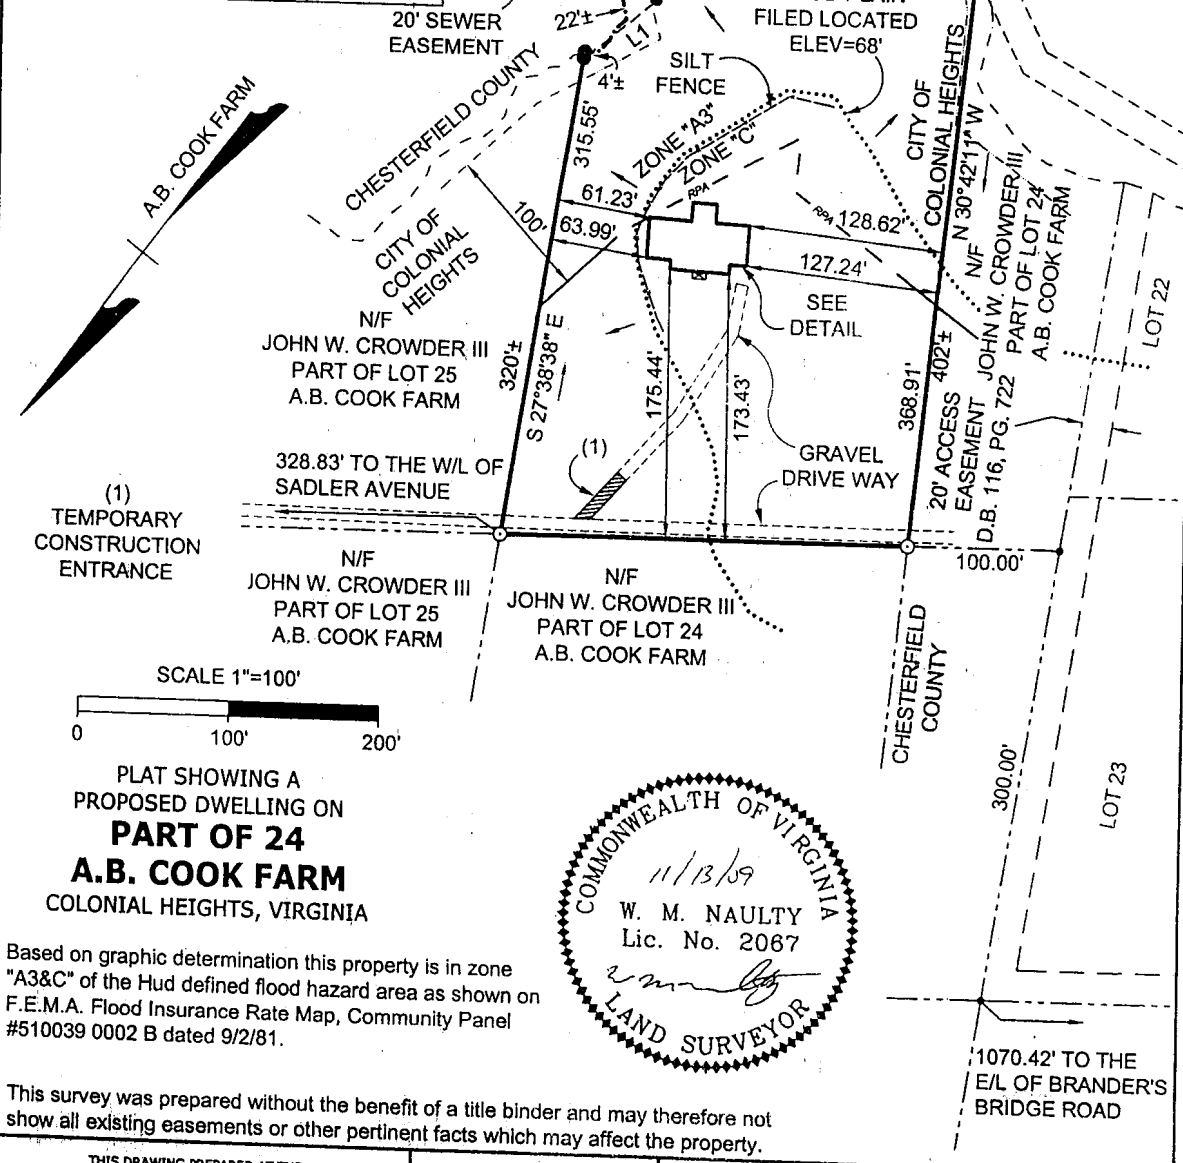 20' SEWER
EASEMENT
22'±
L1
4'±
FILED LOCATED
ELEV=68'
SILT
FENCE
CHESTERFIELD COUNTY
CITY OF
COLONIAL
HEIGHTS
A.B. COOK FARM
315.55'
ZONE "A3"
ZONE "C"
RPA
RPA
61.23'
63.99'
100'
128.62'
127.24'
CITY OF
COLONIAL HEIGHTS
N 30°42'11" W
N/F
JOHN W. CROWDER III
PART OF LOT 24
A.B. COOK FARM
LOT 22
SEE
DETAIL
N/F
JOHN W. CROWDER III
PART OF LOT 25
A.B. COOK FARM
320'±
S 27°38'38" E
175.44'
173.43'
368.91'
402'±
20' ACCESS
EASEMENT
D.B. 116, PG. 722
(1)
GRAVEL
DRIVE WAY
328.83' TO THE W/L OF
SADLER AVENUE
(1)
TEMPORARY
CONSTRUCTION
ENTRANCE
N/F
JOHN W. CROWDER III
PART OF LOT 25
A.B. COOK FARM
N/F
JOHN W. CROWDER III
PART OF LOT 24
A.B. COOK FARM
100.00'
CHESTERFIELD
COUNTY
300.00'
LOT 23
SCALE 1"=100'
0 100' 200'
PLAT SHOWING A
PROPOSED DWELLING ON
PART OF 24
A.B. COOK FARM
COLONIAL HEIGHTS, VIRGINIA
COMMONWEALTH OF VIRGINIA
11/13/09
W. M. NAULTY
Lic. No. 2067
LAND SURVEYOR
Based on graphic determination this property is in zone
"A3&C" of the Hud defined flood hazard area as shown on
F.E.M.A. Flood Insurance Rate Map, Community Panel
#510039 0002 B dated 9/2/81.
1070.42' TO THE
E/L OF BRANDER'S
BRIDGE ROAD
This survey was prepared without the benefit of a title binder and may therefore not
show all existing easements or other pertinent facts which may affect the property.